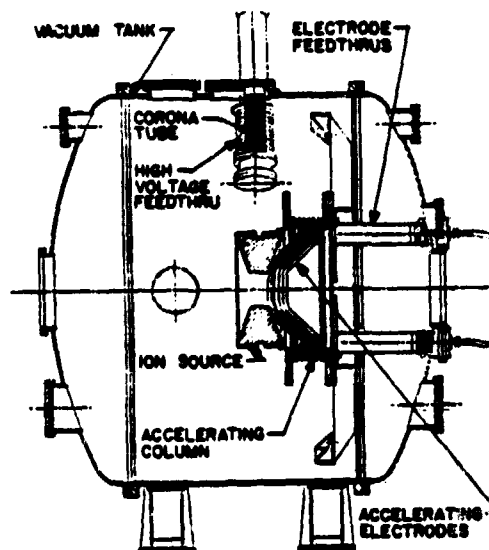 VACUUM TANK
ELECTRODE
FEEDTHRUS
CORONA
TUBE
HIGH
VOLTAGE
FEEDTHRU
ION SOURCE
ACCELERATING
COLUMN
ACCELERATING
ELECTRODES